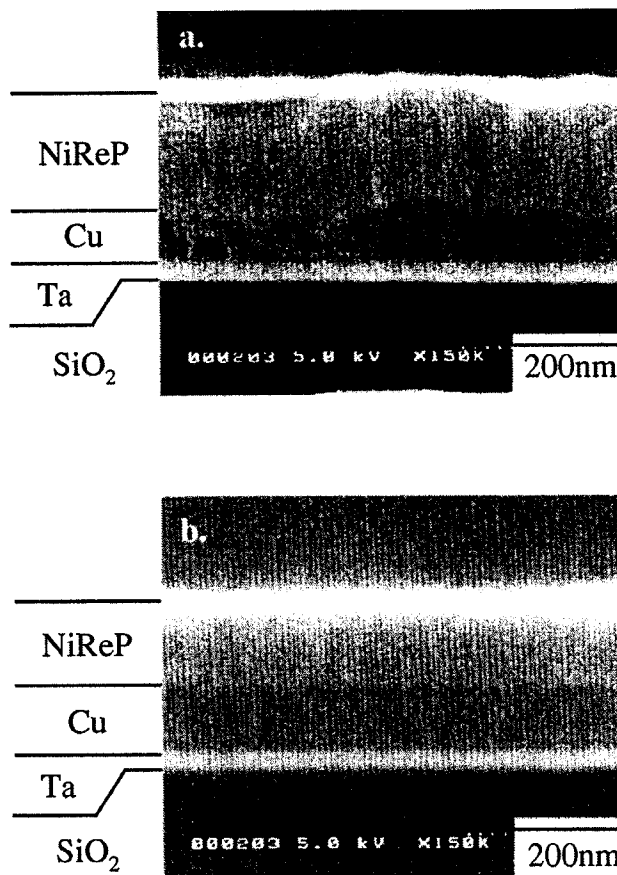 a.
NiReP
Cu
Ta
SiO₂
000203 5.0 kV X150k
200nm
b.
NiReP
Cu
Ta
SiO₂
000203 5.0 kV X150k
200nm